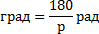 град = 180/p рад